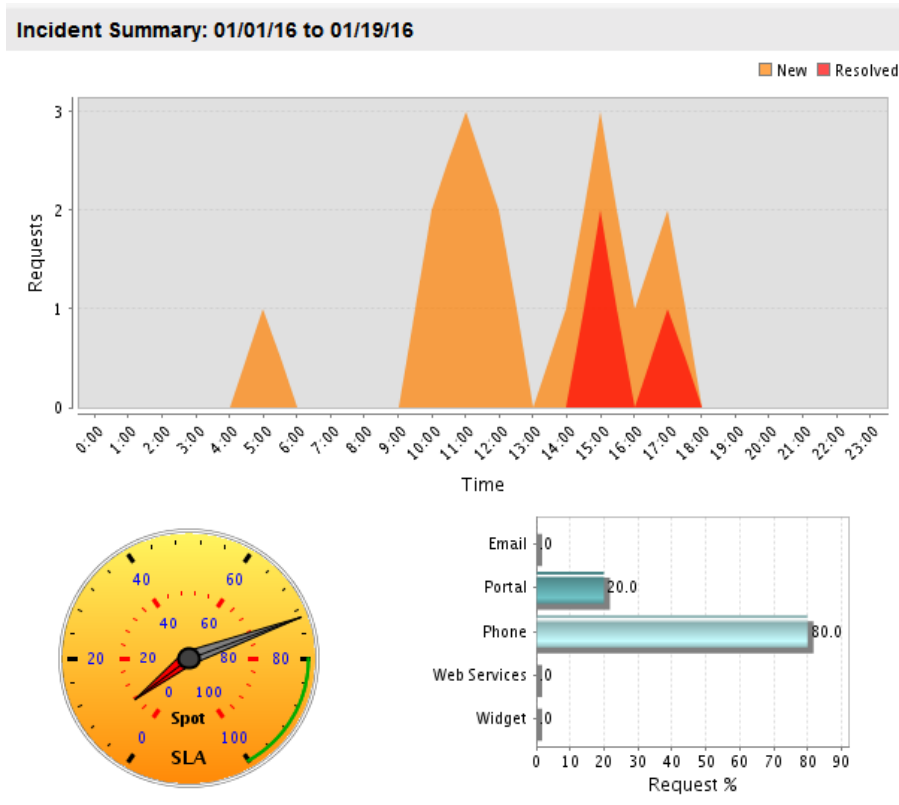 Incident Summary: 01/01/16 to 01/19/16
New Resolved
3
2
1
0
Requests
0:00 1:00 2:00 3:00 4:00 5:00 6:00 7:00 8:00 9:00 10:00 11:00 12:00 13:00 14:00 15:00 16:00 17:00 18:00 19:00 20:00 21:00 22:00 23:00
Time
40 60
40 60
20 20 80 80
0 100
Spot
0 100
SLA
Email .0
Portal 20.0
Phone 80.0
Web Services .0
Widget .0
0 10 20 30 40 50 60 70 80 90
Request %